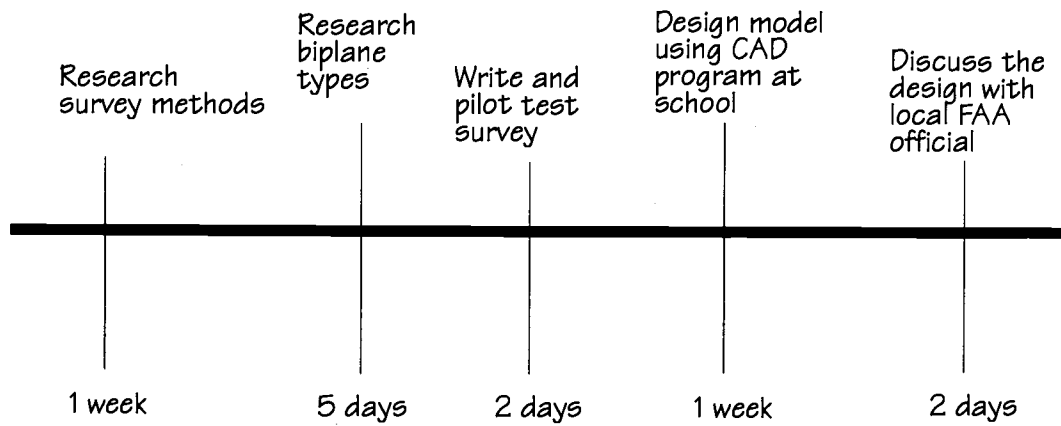 Research
survey methods
Research
biplane
types
Write and
pilot test
survey
Design model
using CAD
program at
school
Discuss the
design with
local FAA
official
1 week
5 days
2 days
1 week
2 days